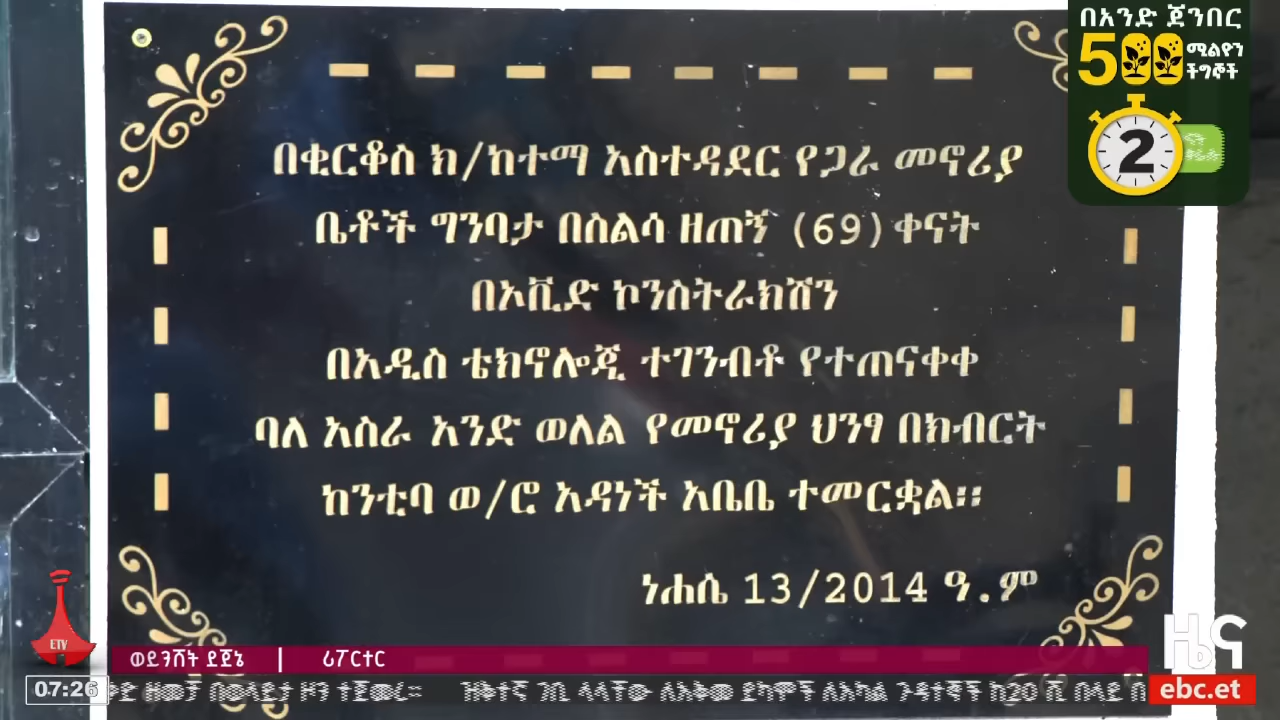 በአንድ ጀንበር
500 ሚልዮን
ችግኞች
2
በቂርቆስ ክ/ከተማ አስተዳደር የጋራ መኖሪያ
ቤቶች ግንባታ በስልሳ ዘጠኝ (69) ቀናት
በኦቪድ ኮንስትራክሽን
በአዲስ ቴክኖሎጂ ተገንብቶ የተጠናቀቀ
ባለ አስራ አንድ ወለል የመኖሪያ ህንፃ በክብርት
ከንቲባ ወ/ሮ አዳነች አቤቤ ተመርቋል፡፡
ነሐሴ 13/2014 ዓ.ም
ETV
ወደገሸት ደጀኔ | ሪፖርተር
ዜና
07:26
ebc.et